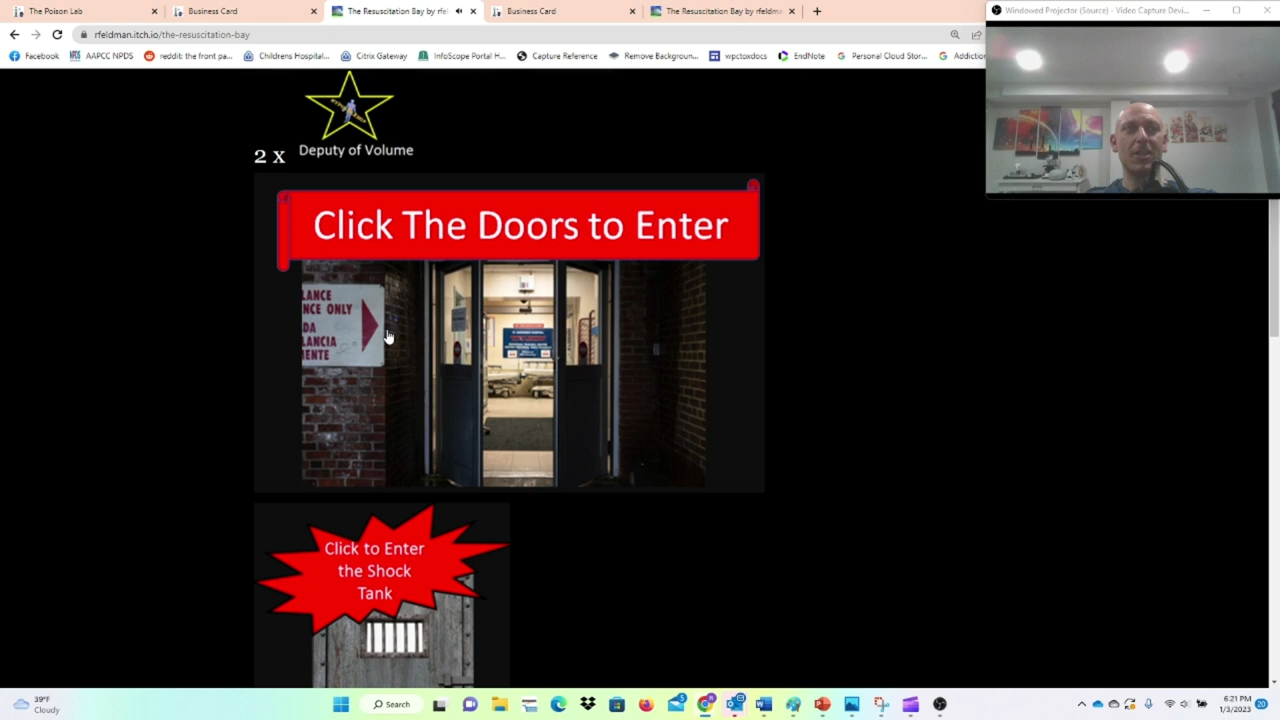 The Poison Lab
Business Card
The Resuscitation Bay by rfel
Business Card
The Resuscitation Bay by rfeldma
Windowed Projector (Source) - Video Capture Devi...
rfeldman.itch.io/the-resuscitation-bay
Facebook
AAPCC NPDS
reddit: the front pa...
Childrens Hospital...
Citrix Gateway
InfoScope Portal H...
Capture Reference
Remove Backgroun...
wpctoxdocs
EndNote
Personal Cloud Stor...
Addictio
2 x
Deputy of Volume
Click The Doors to Enter
LANCE
NCE ONLY
DA
LANCIA
MENTE
Click to Enter
the Shock
Tank
39°F
Cloudy
Search
6:21 PM
1/3/2023
20